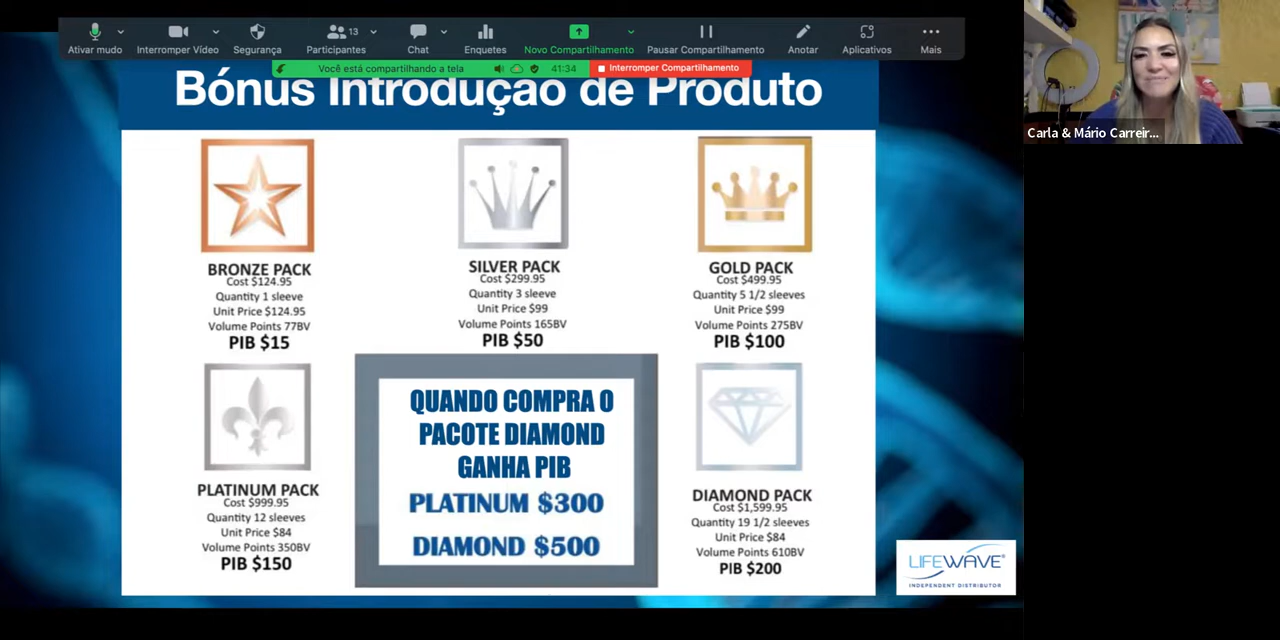 Ativar mudo
Interromper Vídeo
Segurança
13
Participantes
Chat
Enquetes
Novo Compartilhamento
Pausar Compartilhamento
Anotar
Aplicativos
Mais
Você está compartilhando a tela
41:34
Interromper Compartilhamento
Carla & Mário Carreir...
Bónus Introdução de Produto
BRONZE PACK
Cost $124.95
Quantity 1 sleeve
Unit Price $124.95
Volume Points 77BV
PIB $15
SILVER PACK
Cost $299.95
Quantity 3 sleeve
Unit Price $99
Volume Points 165BV
PIB $50
GOLD PACK
Cost $499.95
Quantity 5 1/2 sleeves
Unit Price $99
Volume Points 275BV
PIB $100
PLATINUM PACK
Cost $999.95
Quantity 12 sleeves
Unit Price $84
Volume Points 350BV
PIB $150
QUANDO COMPRA O
PACOTE DIAMOND
GANHA PIB
PLATINUM $300
DIAMOND $500
DIAMOND PACK
Cost $1,599.95
Quantity 19 1/2 sleeves
Unit Price $84
Volume Points 610BV
PIB $200
LIFEWAVE®
INDEPENDENT DISTRIBUTOR